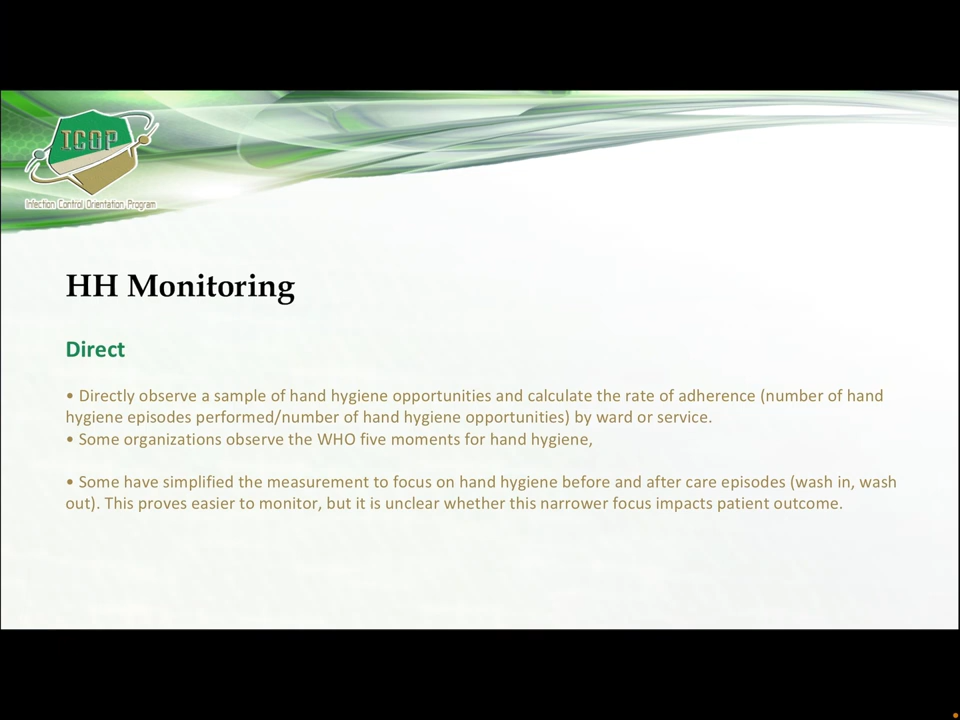 ICOP
Infection Control Orientation Program
HH Monitoring
Direct
• Directly observe a sample of hand hygiene opportunities and calculate the rate of adherence (number of hand
hygiene episodes performed/number of hand hygiene opportunities) by ward or service.
• Some organizations observe the WHO five moments for hand hygiene,
• Some have simplified the measurement to focus on hand hygiene before and after care episodes (wash in, wash
out). This proves easier to monitor, but it is unclear whether this narrower focus impacts patient outcome.